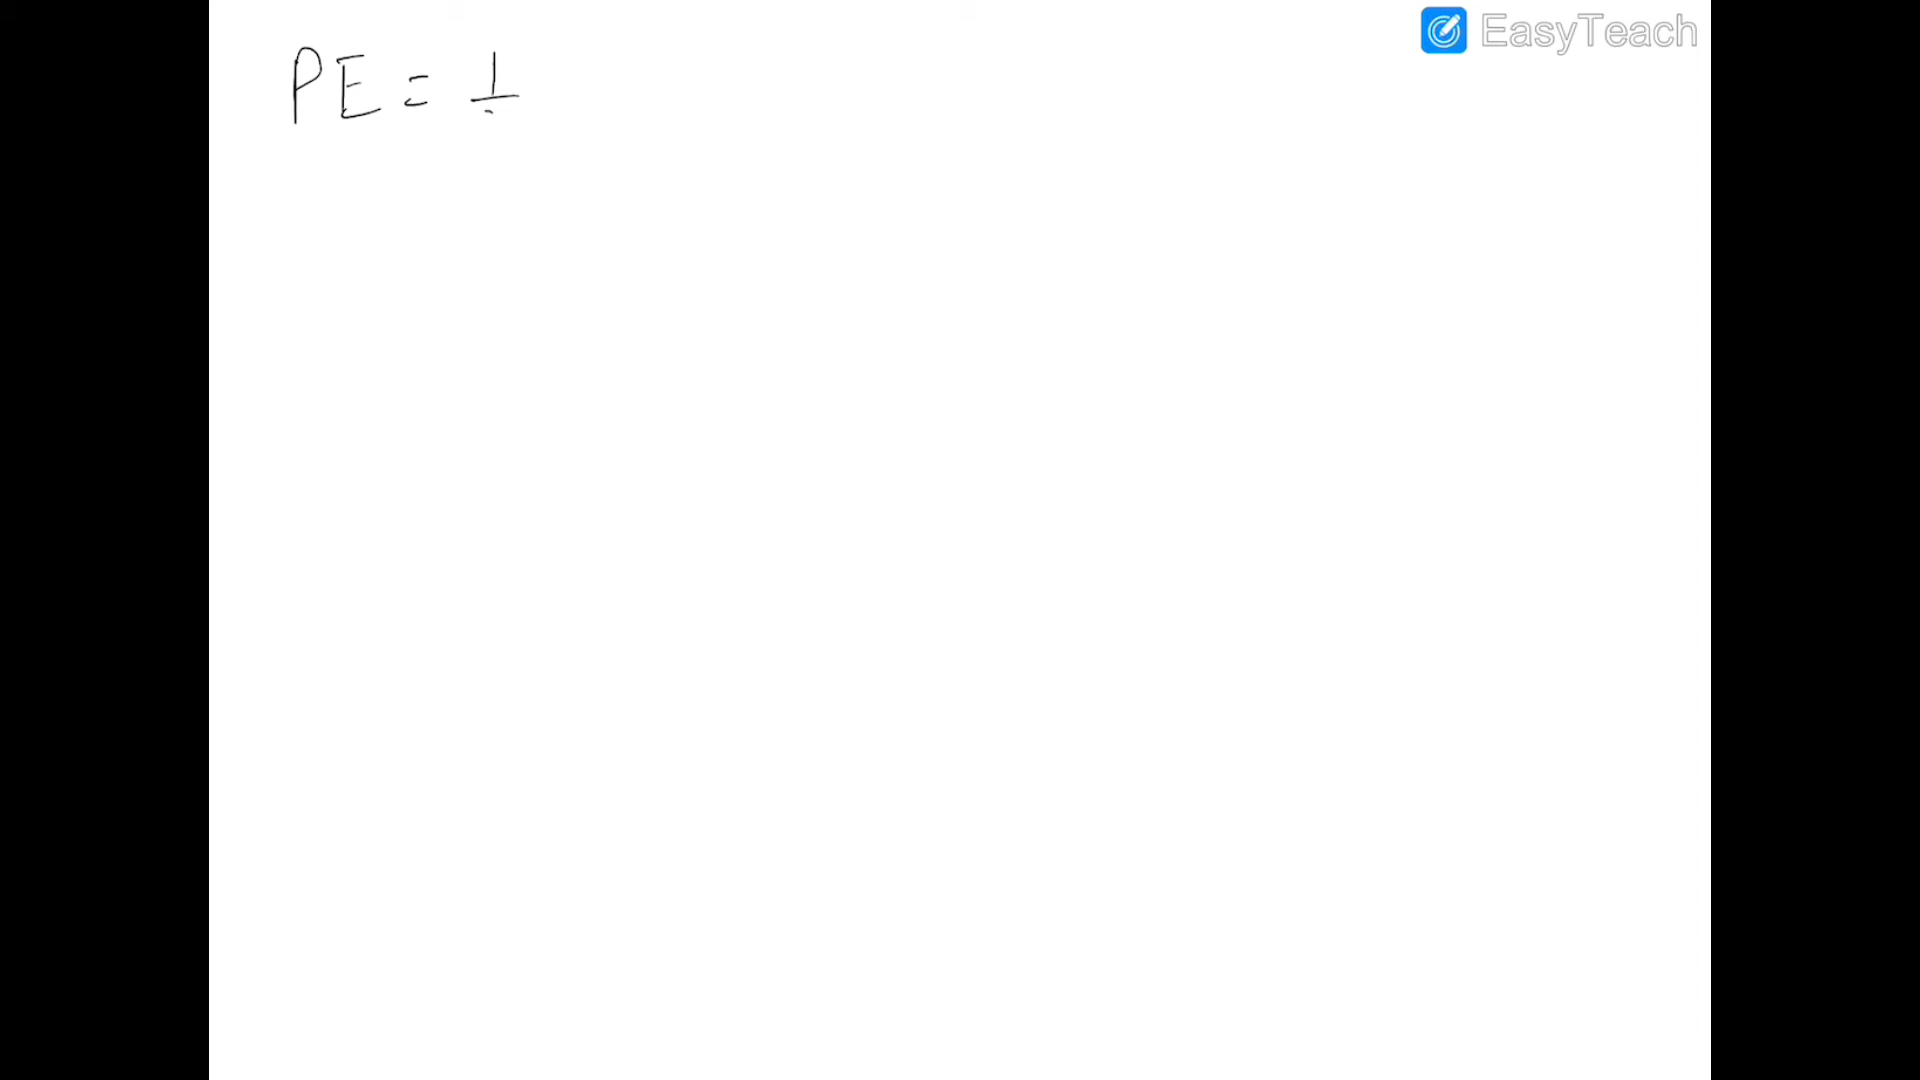 EasyTeach
PE = 1